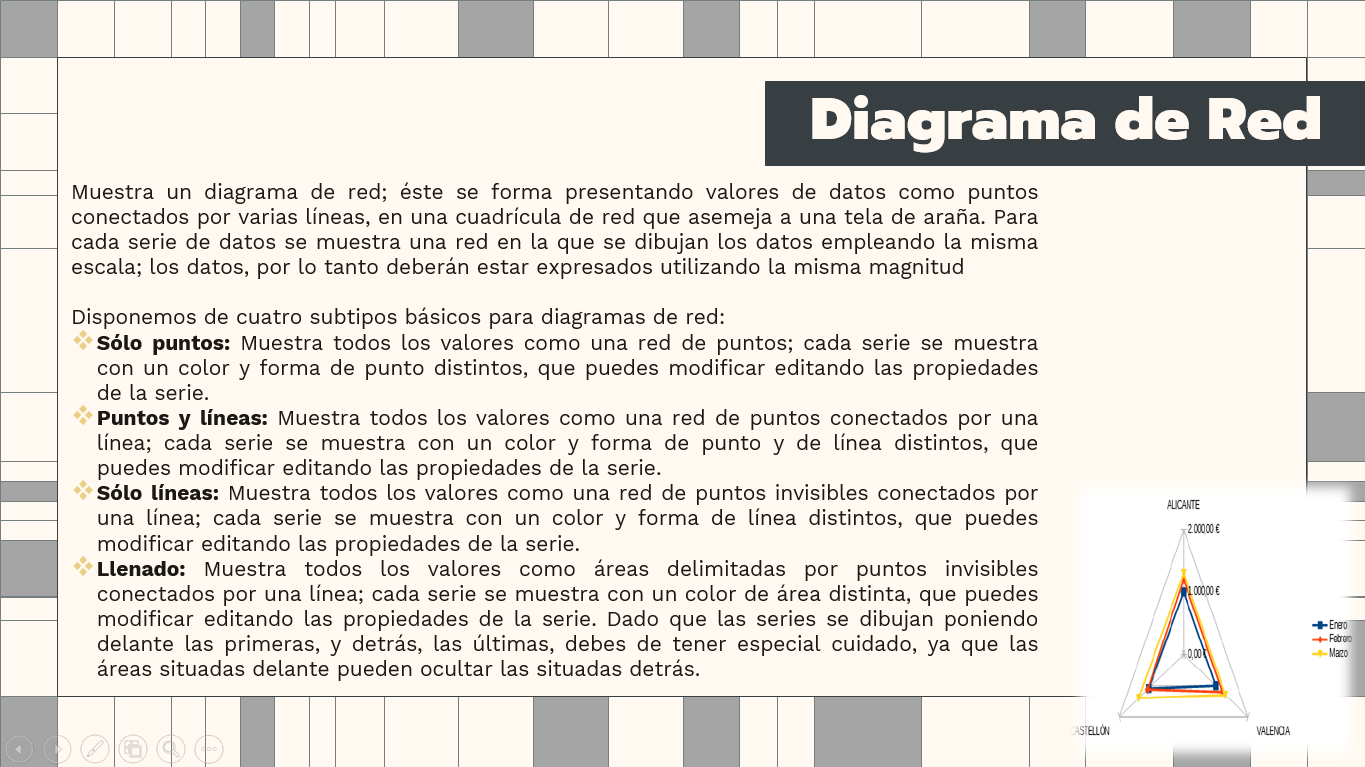 Diagrama de Red
Muestra un diagrama de red; éste se forma presentando valores de datos como puntos
conectados por varias líneas, en una cuadrícula de red que asemeja a una tela de araña. Para
cada serie de datos se muestra una red en la que se dibujan los datos empleando la misma
escala; los datos, por lo tanto deberán estar expresados utilizando la misma magnitud
Disponemos de cuatro subtipos básicos para diagramas de red:
Sólo puntos: Muestra todos los valores como una red de puntos; cada serie se muestra
con un color y forma de punto distintos, que puedes modificar editando las propiedades
de la serie.
Puntos y líneas: Muestra todos los valores como una red de puntos conectados por una
línea; cada serie se muestra con un color y forma de punto y de línea distintos, que
puedes modificar editando las propiedades de la serie.
Sólo líneas: Muestra todos los valores como una red de puntos invisibles conectados por
una línea; cada serie se muestra con un color y forma de línea distintos, que puedes
modificar editando las propiedades de la serie.
Llenado: Muestra todos los valores como áreas delimitadas por puntos invisibles
conectados por una línea; cada serie se muestra con un color de área distinta, que puedes
modificar editando las propiedades de la serie. Dado que las series se dibujan poniendo
delante las primeras, y detrás, las últimas, debes de tener especial cuidado, ya que las
áreas situadas delante pueden ocultar las situadas detrás.
ALICANTE
2.000,00 €
1.000,00 €
0,00 €
Enero
Febrero
Marzo
CASTELLÓN
VALENCIA